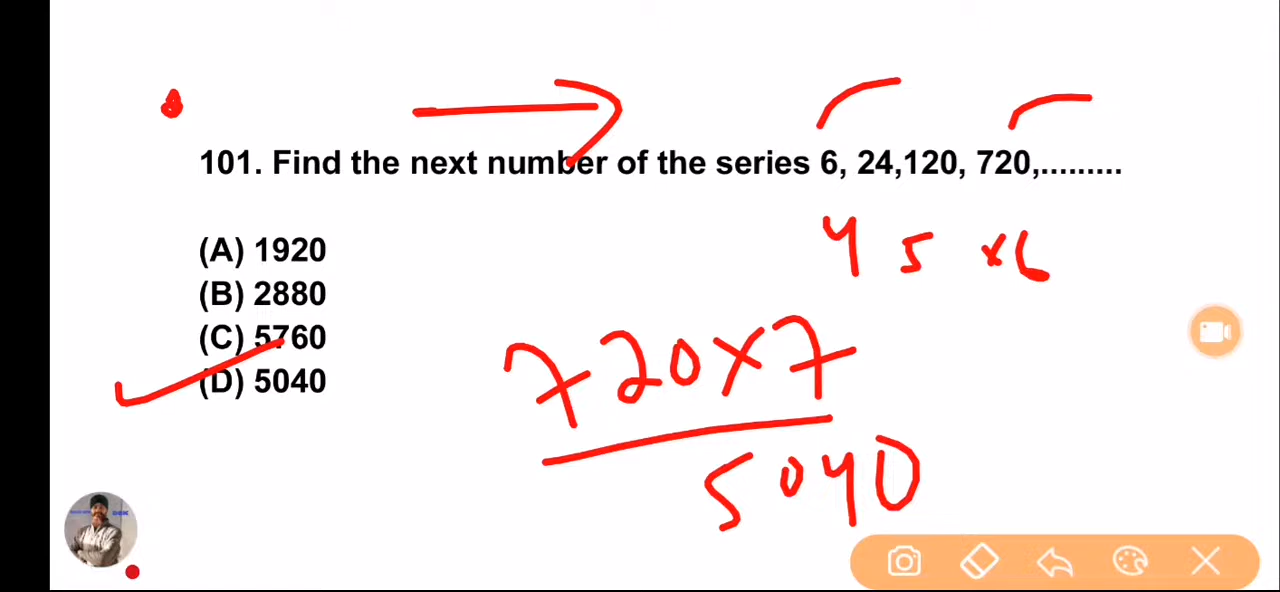 101. Find the next number of the series 6, 24,120, 720,.........
4 5 ×6
(A) 1920
(B) 2880
(C) 5760
(D) 5040
720×7
5040